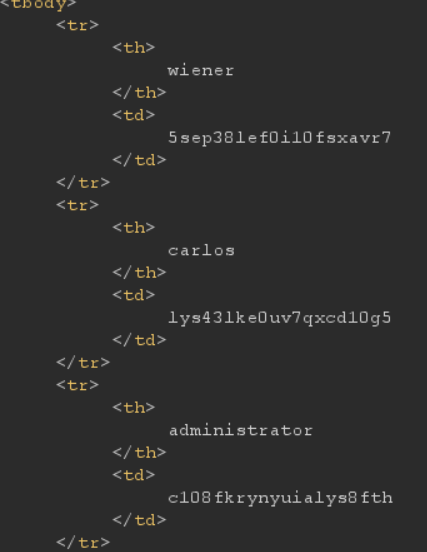 <tbody>
<tr>
<th>
wiener
</th>
<td>
5sep38lef0i10fsxavr7
</td>
</tr>
<tr>
<th>
carlos
</th>
<td>
lys43lke0uv7qxcd10g5
</td>
</tr>
<tr>
<th>
administrator
</th>
<td>
c108fkrynyuialys8fth
</td>
</tr>